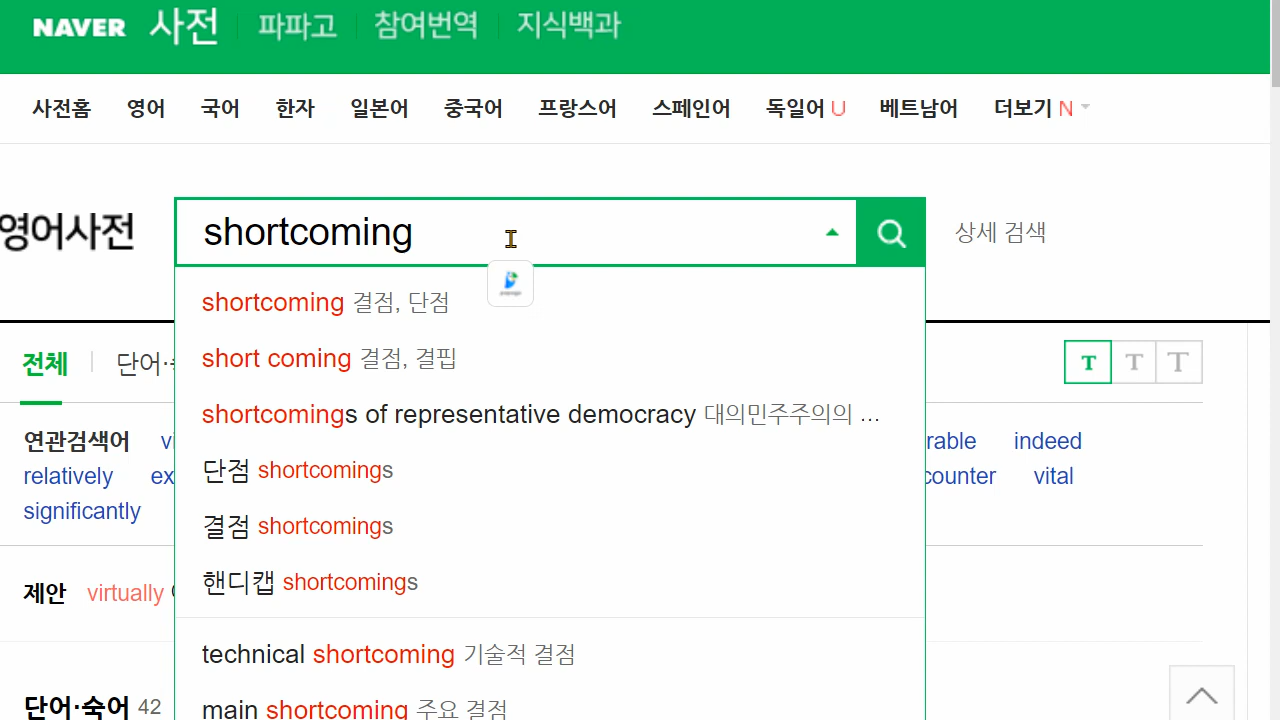 NAVER 사전 파파고 참여번역 지식백과
사전홈 영어 국어 한자 일본어 중국어 프랑스어 스페인어 독일어 U 베트남어 더보기 N
영어사전 shortcoming 상세 검색
shortcoming 결점, 단점
short coming 결점, 결핍
전체 단어· T T T
shortcomings of representative democracy 대의민주주의의 ...
연관검색어 rable indeed
단점 shortcomings
relatively ex counter vital
significantly
결점 shortcomings
핸디캡 shortcomings
제안 virtually
technical shortcoming 기술적 결점
단어·숙어 42
main shortcoming 주요 결점